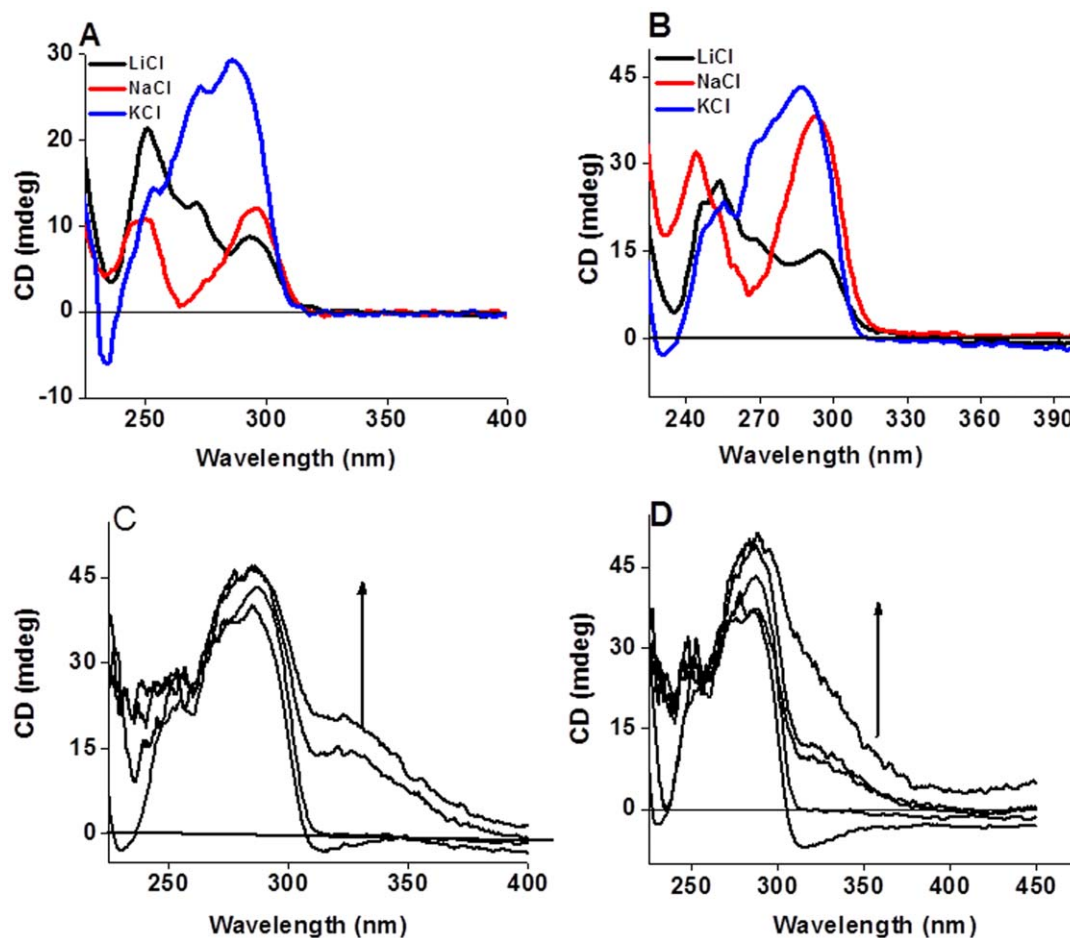 A
LiCl
NaCl
KCl
30
20
10
0
-10
CD (mdeg)
250 300 350 400
Wavelength (nm)
B
LiCl
NaCl
KCl
45
30
15
0
CD (mdeg)
240 270 300 330 360 390
Wavelength (nm)
C
45
30
15
0
CD (mdeg)
250 300 350 400
Wavelength (nm)
D
45
30
15
0
CD (mdeg)
250 300 350 400 450
Wavelength (nm)